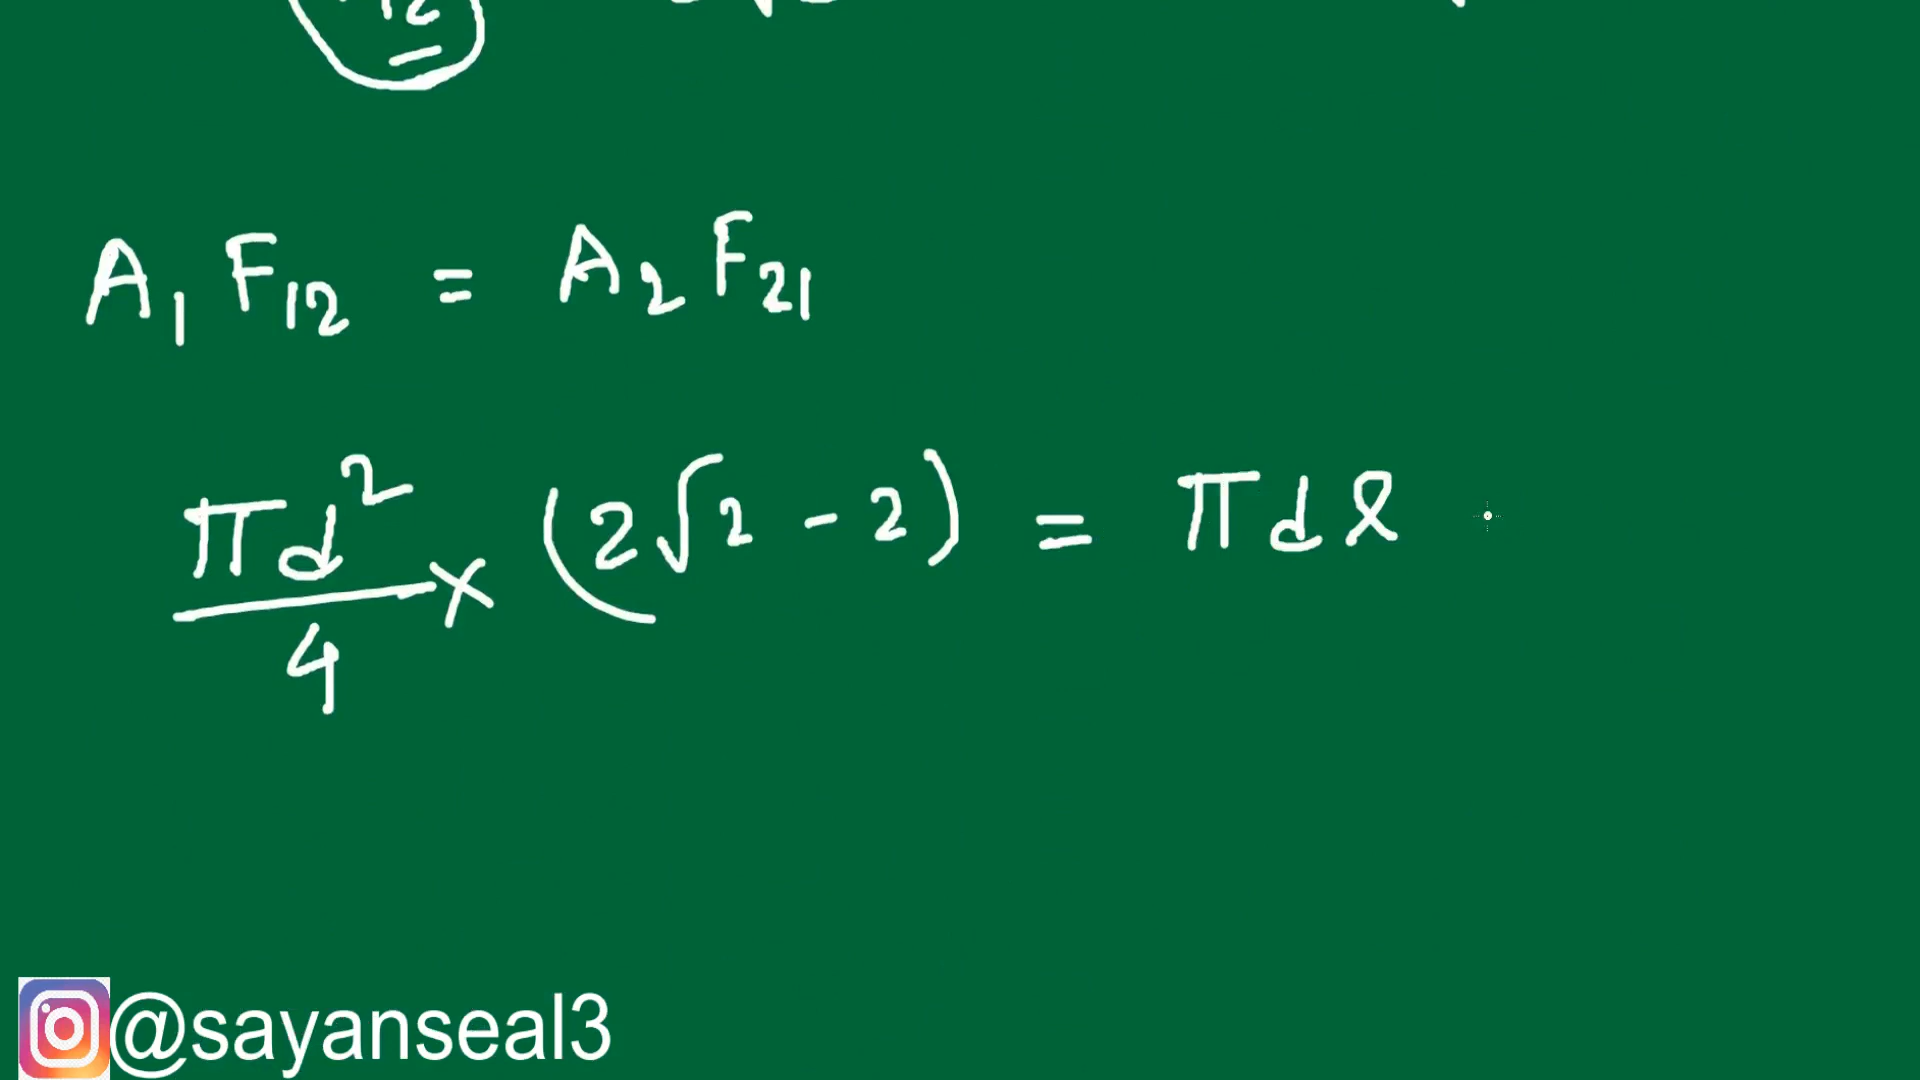 A₁ F₁₂ = A₂ F₂₁
πd²/4 × (2√2 - 2) = πdl
@sayanseal3